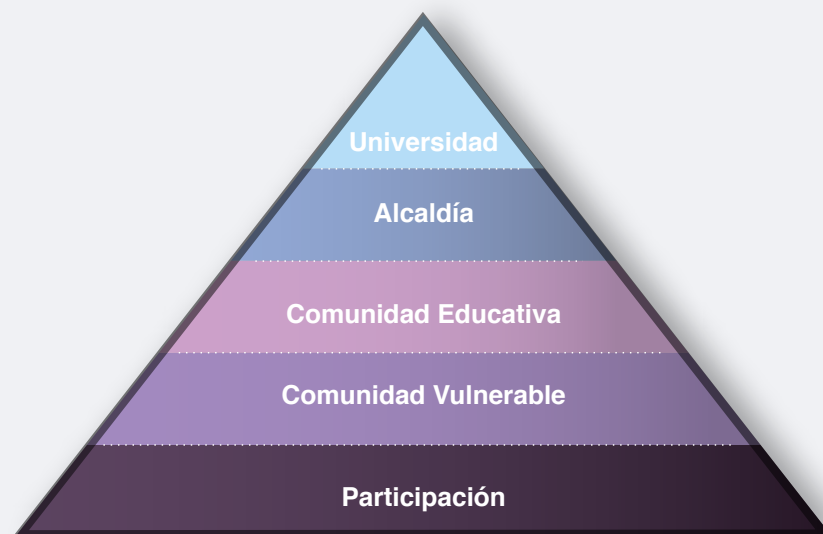 Universidad
Alcaldía
Comunidad Educativa
Comunidad Vulnerable
Participación